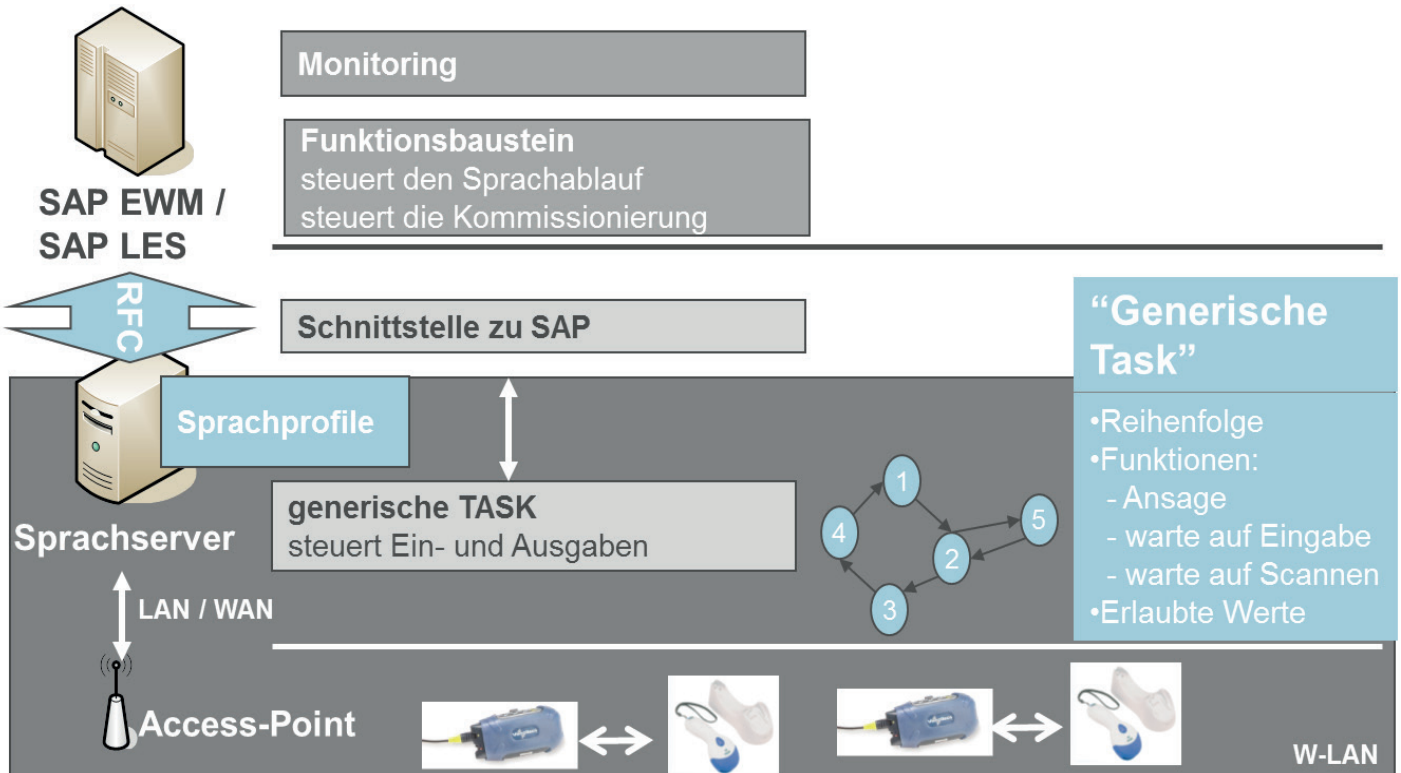 Monitoring
Funktionsbaustein
steuert den Sprachablauf
steuert die Kommissionierung
SAP EWM /
SAP LES
RFC
Schnittstelle zu SAP
“Generische
Task”
•Reihenfolge
•Funktionen:
- Ansage
- warte auf Eingabe
- warte auf Scannen
•Erlaubte Werte
Sprachprofile
Sprachserver
generische TASK
steuert Ein- und Ausgaben
1
5
4
2
3
LAN / WAN
Access-Point
W-LAN